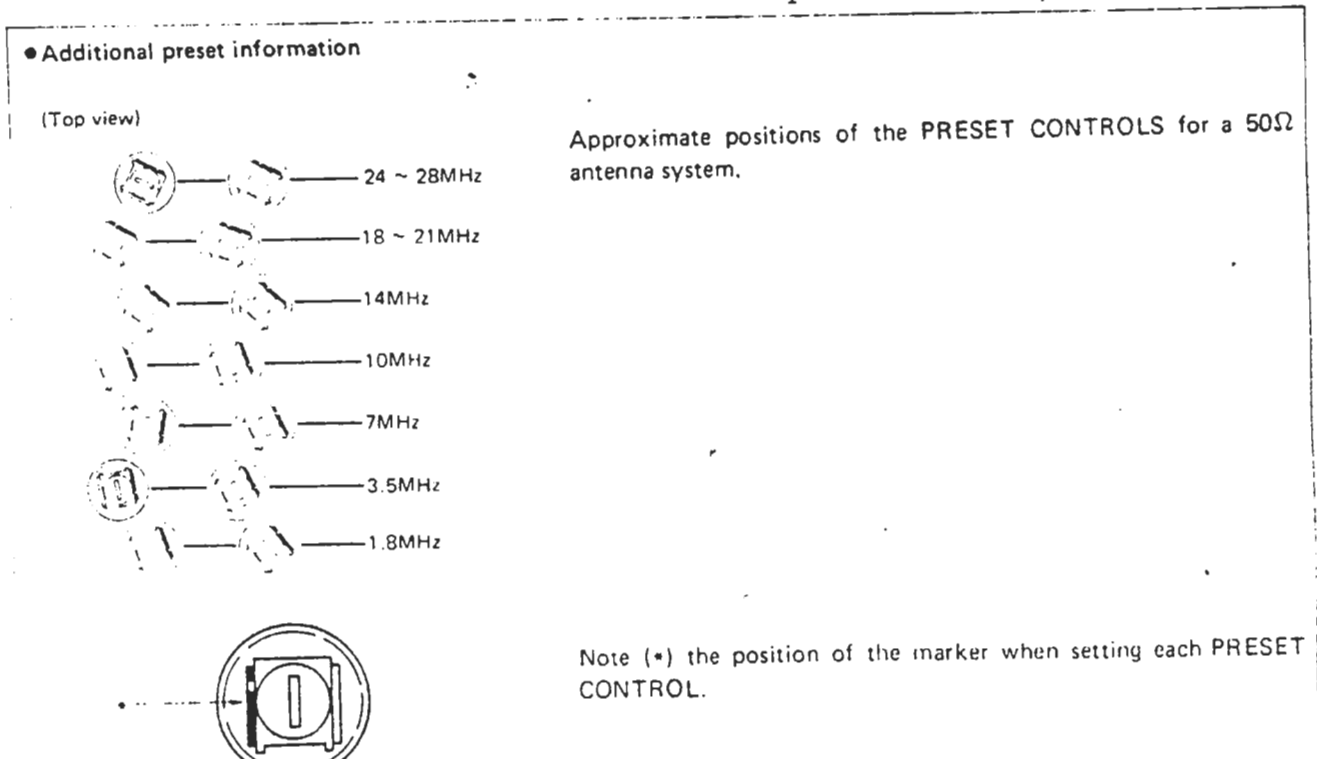 ● Additional preset information
(Top view)
Approximate positions of the PRESET CONTROLS for a 50Ω
antenna system.
24 ~ 28MHz
18 ~ 21MHz
14MHz
10MHz
7MHz
3.5MHz
1.8MHz
Note (*) the position of the marker when setting each PRESET
CONTROL.